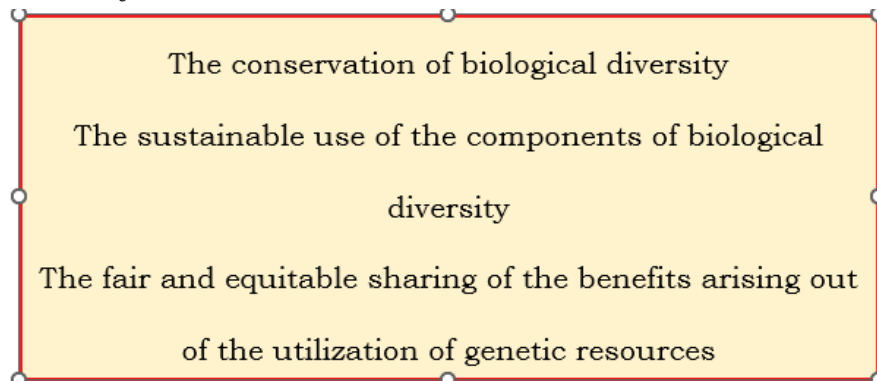 The conservation of biological diversity
The sustainable use of the components of biological
diversity
The fair and equitable sharing of the benefits arising out
of the utilization of genetic resources